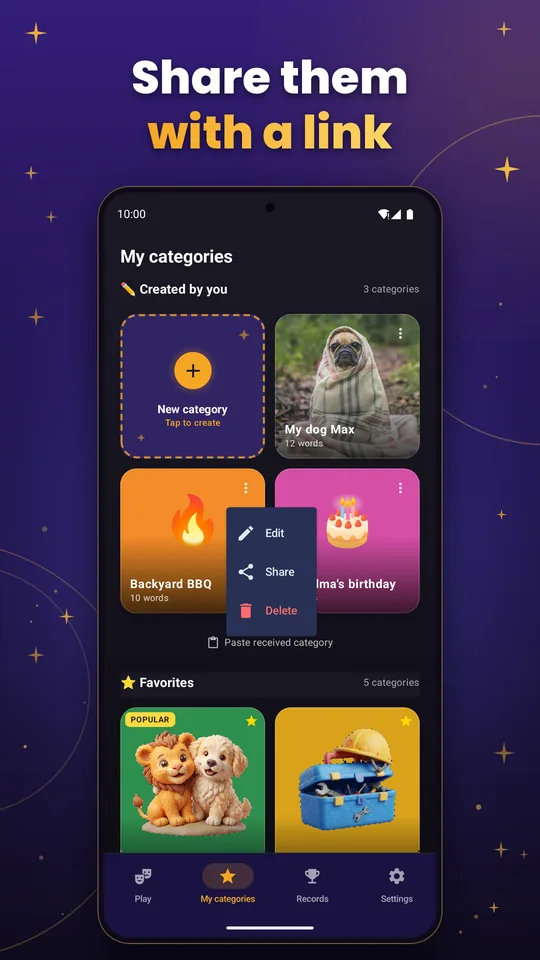 Share them
with a link
10:00
My categories
✏️ Created by you
3 categories
New category
Tap to create
My dog Max
12 words
Backyard BBQ
10 words
Edit
Share
Delete
lma's birthday
Paste received category
⭐ Favorites
5 categories
POPULAR
Play
My categories
Records
Settings